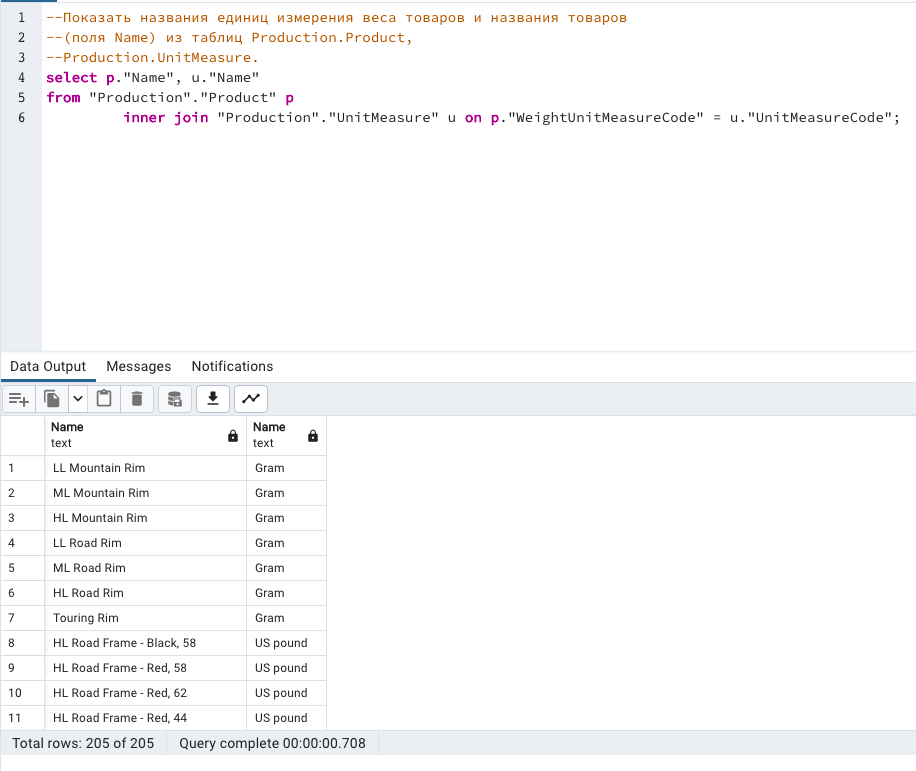 1 --Показать названия единиц измерения веса товаров и названия товаров
2 --(поля Name) из таблиц Production.Product,
3 --Production.UnitMeasure.
4 select p."Name", u."Name"
5 from "Production"."Product" p
6 inner join "Production"."UnitMeasure" u on p."WeightUnitMeasureCode" = u."UnitMeasureCode";
Data Output Messages Notifications
Name Name
text text
1 LL Mountain Rim Gram
2 ML Mountain Rim Gram
3 HL Mountain Rim Gram
4 LL Road Rim Gram
5 ML Road Rim Gram
6 HL Road Rim Gram
7 Touring Rim Gram
8 HL Road Frame - Black, 58 US pound
9 HL Road Frame - Red, 58 US pound
10 HL Road Frame - Red, 62 US pound
11 HL Road Frame - Red, 44 US pound
Total rows: 205 of 205 Query complete 00:00:00.708